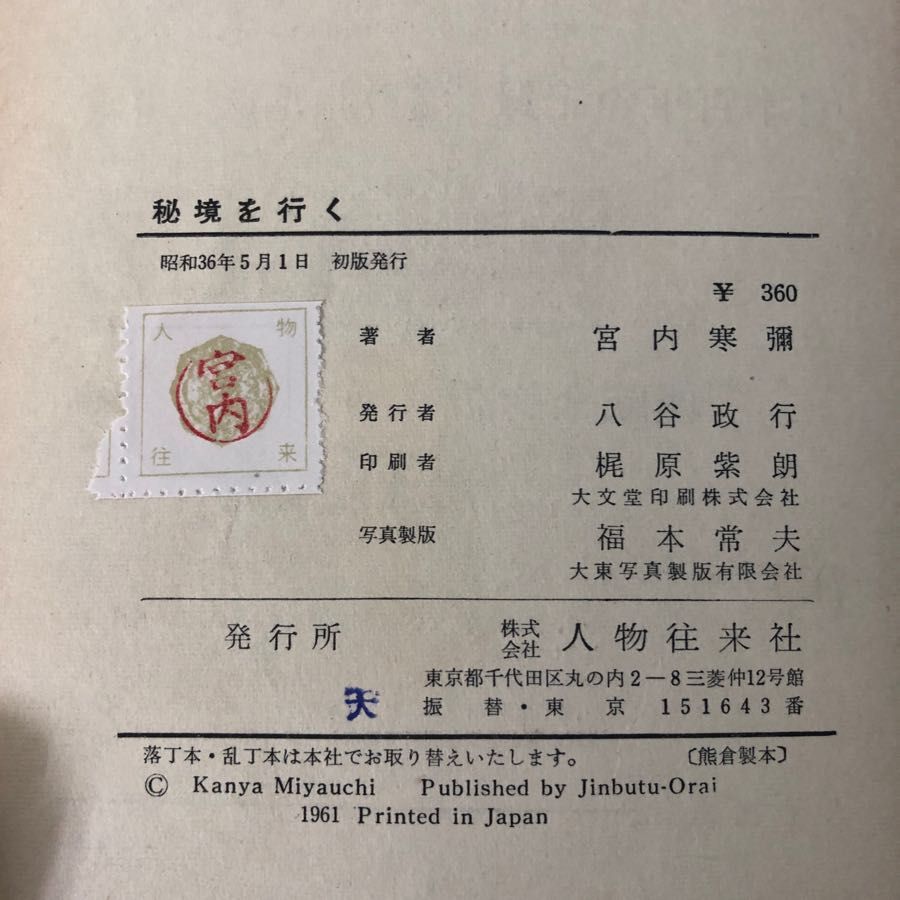 秘境を行く
昭和36年5月1日 初版発行
¥ 360
人物
往来
宮内
著者 宮内寒彌
発行者 八谷政行
印刷者 梶原紫朗
大文堂印刷株式会社
写真製版 福本常夫
大東写真製版有限会社
発行所 株式会社 人物往来社
東京都千代田区丸の内2－8三菱仲12号館
振替・東京 151643番
大
落丁本・乱丁本は本社でお取り替えいたします。 〔熊倉製本〕
© Kanya Miyauchi Published by Jinbutu-Orai
1961 Printed in Japan